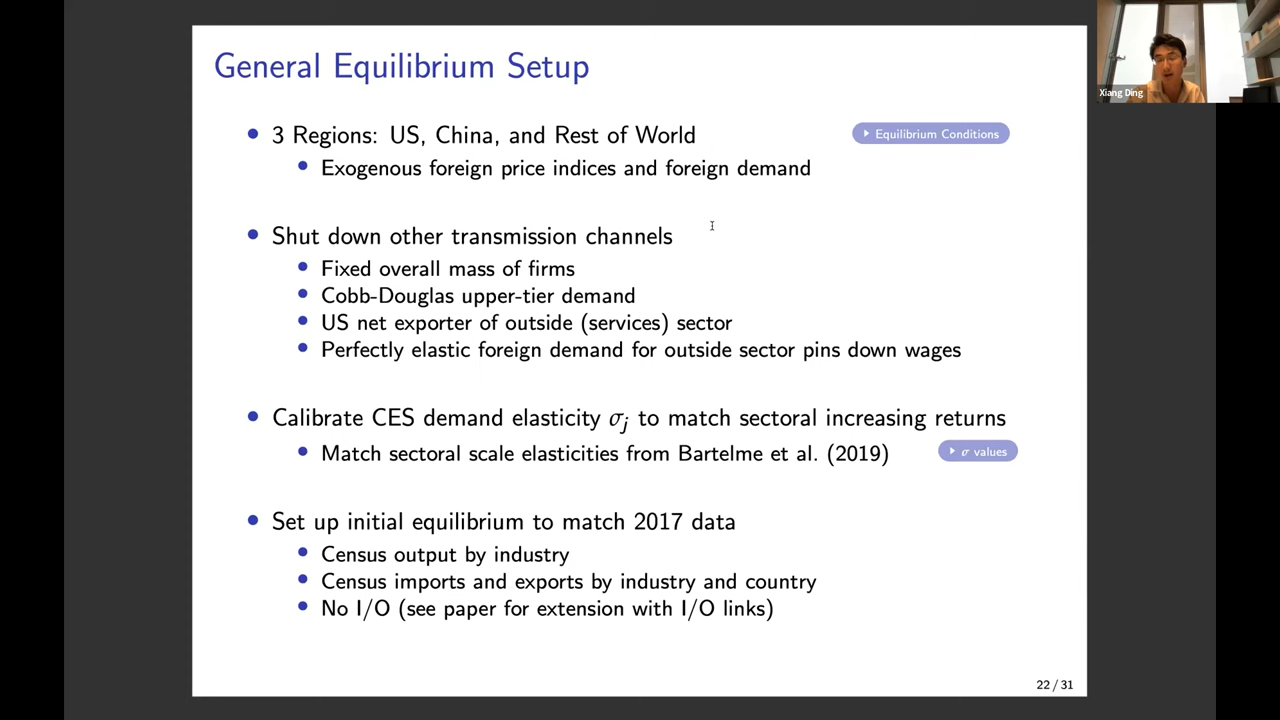 General Equilibrium Setup
• 3 Regions: US, China, and Rest of World
Equilibrium Conditions
• Exogenous foreign price indices and foreign demand
• Shut down other transmission channels
• Fixed overall mass of firms
• Cobb-Douglas upper-tier demand
• US net exporter of outside (services) sector
• Perfectly elastic foreign demand for outside sector pins down wages
• Calibrate CES demand elasticity σj to match sectoral increasing returns
• Match sectoral scale elasticities from Bartelme et al. (2019)
σ values
• Set up initial equilibrium to match 2017 data
• Census output by industry
• Census imports and exports by industry and country
• No I/O (see paper for extension with I/O links)
22 / 31
Xiang Ding